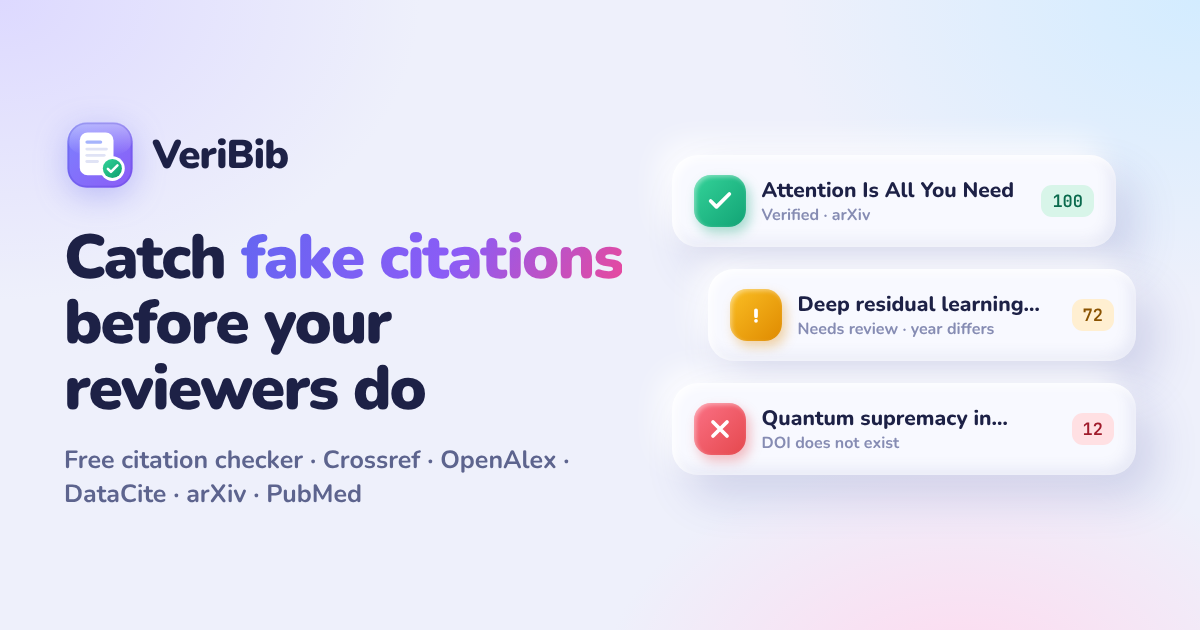 VeriBib
Catch fake citations
before your
reviewers do
Free citation checker · Crossref · OpenAlex ·
DataCite · arXiv · PubMed
Attention Is All You Need
Verified · arXiv
100
Deep residual learning...
Needs review · year differs
72
Quantum supremacy in...
DOI does not exist
12